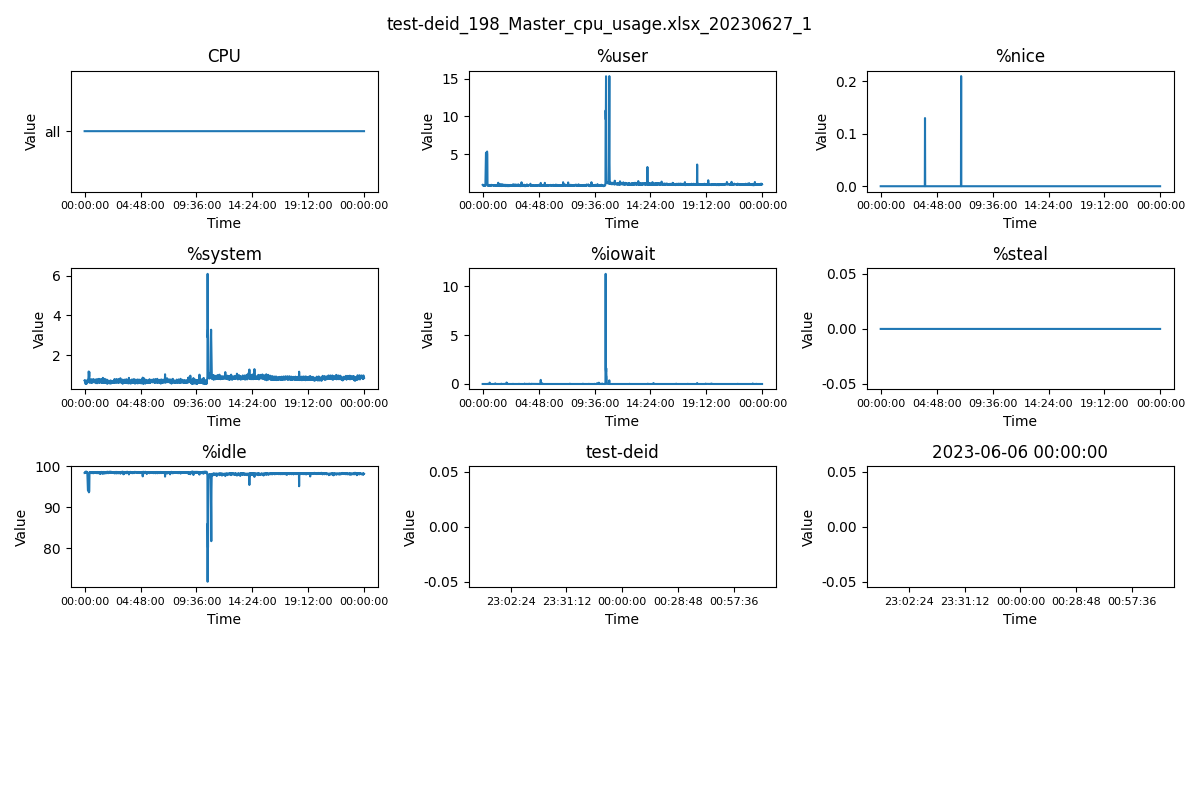 test-deid_198_Master_cpu_usage.xlsx_20230627_1
CPU
Value
all
00:00:00 04:48:00 09:36:00 14:24:00 19:12:00 00:00:00
Time
%user
Value
15
10
5
00:00:00 04:48:00 09:36:00 14:24:00 19:12:00 00:00:00
Time
%nice
Value
0.2
0.1
0.0
00:00:00 04:48:00 09:36:00 14:24:00 19:12:00 00:00:00
Time
%system
Value
6
4
2
00:00:00 04:48:00 09:36:00 14:24:00 19:12:00 00:00:00
Time
%iowait
Value
10
5
0
00:00:00 04:48:00 09:36:00 14:24:00 19:12:00 00:00:00
Time
%steal
Value
0.05
0.00
-0.05
00:00:00 04:48:00 09:36:00 14:24:00 19:12:00 00:00:00
Time
%idle
Value
100
90
80
00:00:00 04:48:00 09:36:00 14:24:00 19:12:00 00:00:00
Time
test-deid
Value
0.05
0.00
-0.05
23:02:24 23:31:12 00:00:00 00:28:48 00:57:36
Time
2023-06-06 00:00:00
Value
0.05
0.00
-0.05
23:02:24 23:31:12 00:00:00 00:28:48 00:57:36
Time